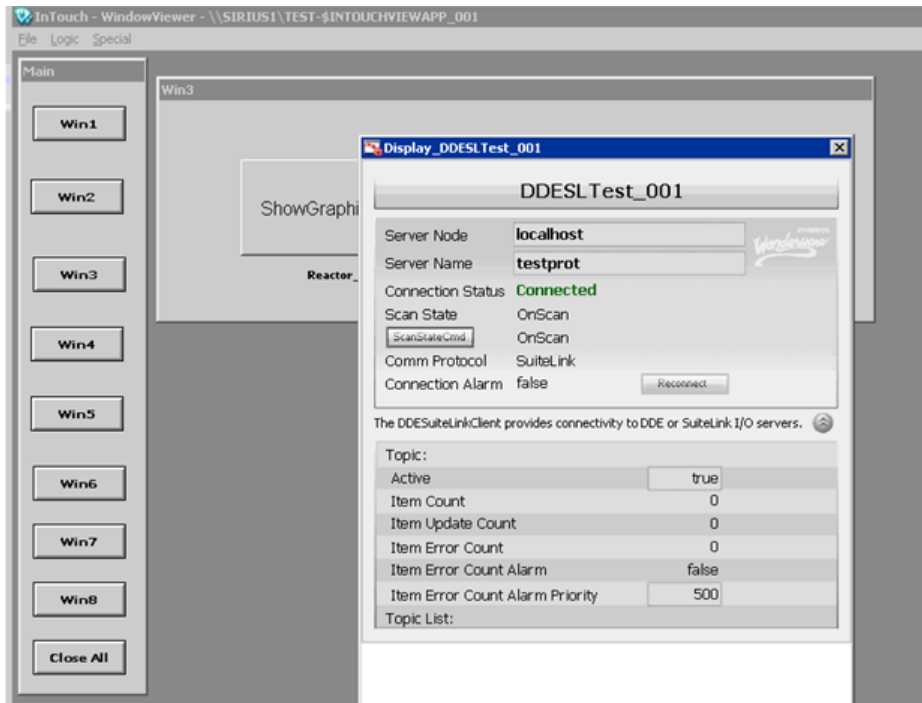 InTouch - WindowViewer - \\SIRIUS1\TEST-$INTOUCHVIEWAPP_001
File Logic Special
Main
Win1
Win2
Win3
Win4
Win5
Win6
Win7
Win8
Close All
Win3
ShowGraphi
Reactor_
Display_DDESLTest_001
DDESLTest_001
Server Node localhost
Server Name testprot
Wonderware
Connection Status Connected
Scan State OnScan
ScanStateCmd OnScan
Comm Protocol SuiteLink
Connection Alarm false Reconnect
The DDESuiteLinkClient provides connectivity to DDE or SuiteLink I/O servers.
Topic:
Active true
Item Count 0
Item Update Count 0
Item Error Count 0
Item Error Count Alarm false
Item Error Count Alarm Priority 500
Topic List: